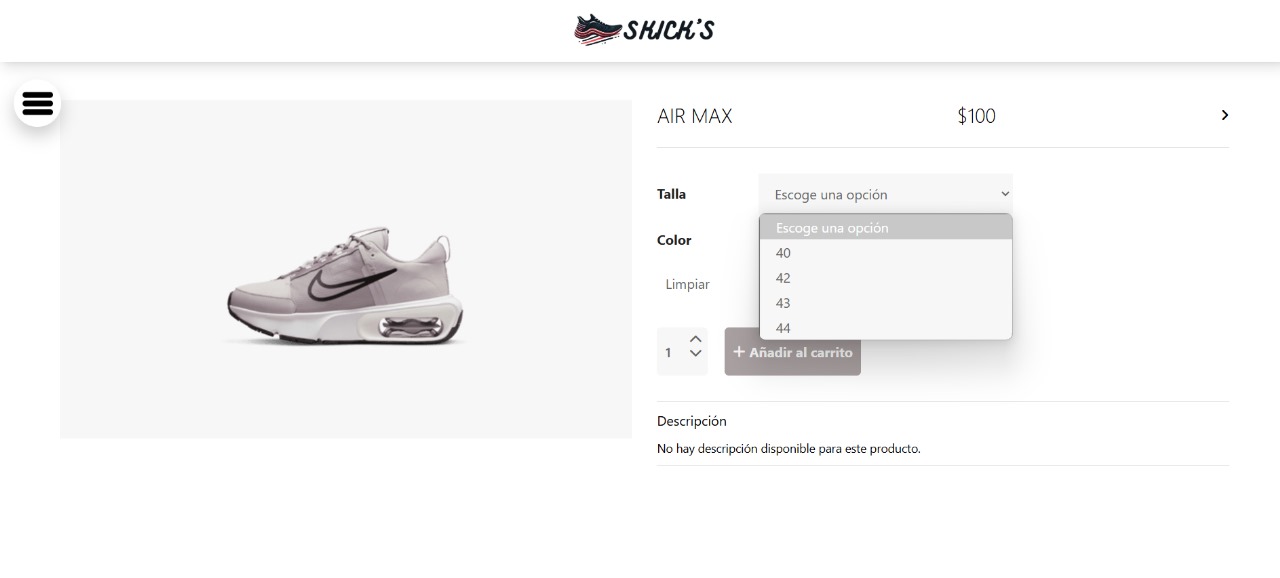 SKICK'S
AIR MAX $100
Talla Escoge una opción
Escoge una opción
Color
40
42
Limpiar
43
44
1 + Añadir al carrito
Descripción
No hay descripción disponible para este producto.